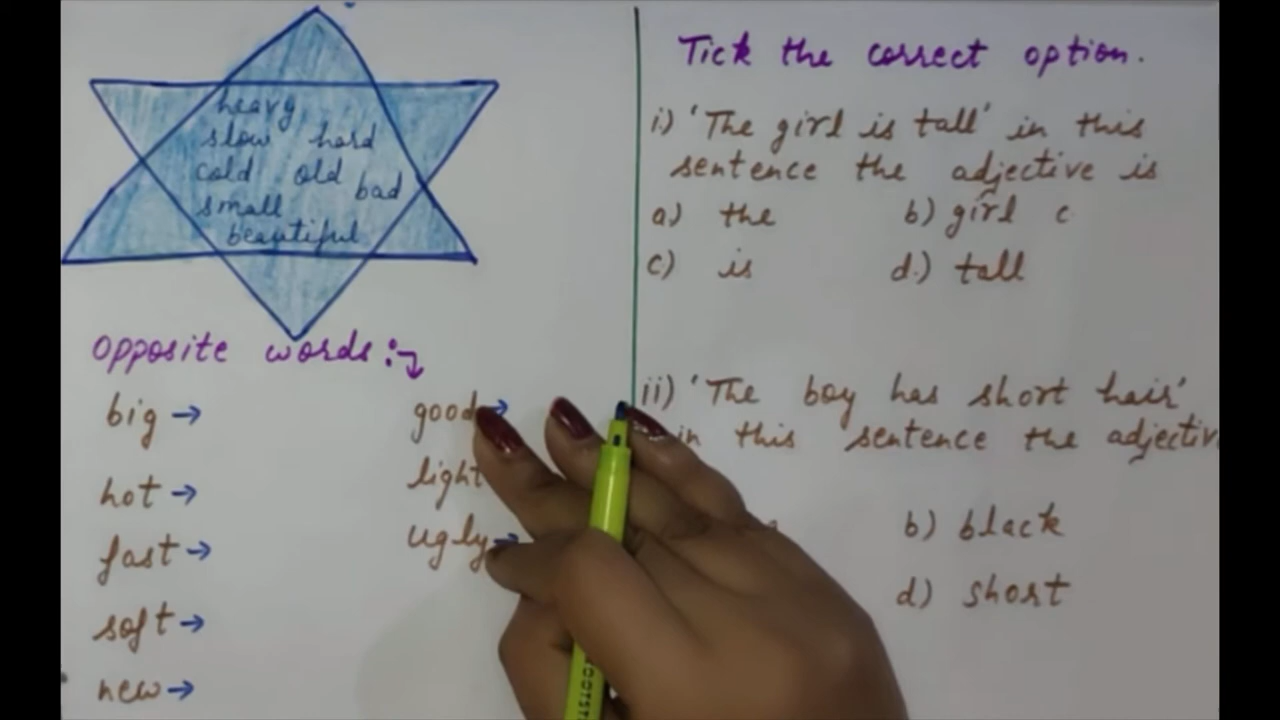 heavy
slow hard
cold old
bad
small
beautiful
opposite words:
big →
hot →
fast →
soft →
new →
good →
light
ugly →
Tick the correct option.
i) 'The girl is tall' in this
sentence the adjective is
a) the b) girl c
c) is d.) tall
ii) 'The boy has short hair'
in this sentence the adjectiv
b) black
d) short